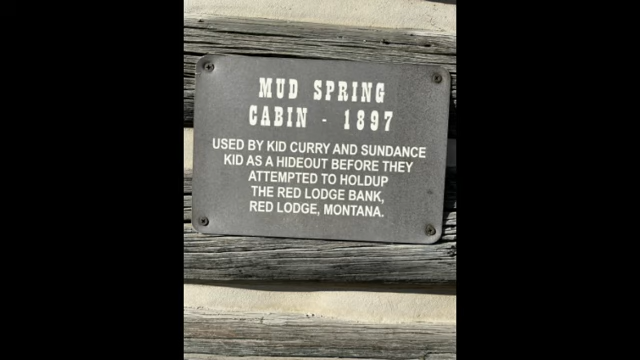 MUD SPRING
CABIN - 1897
USED BY KID CURRY AND SUNDANCE
KID AS A HIDEOUT BEFORE THEY
ATTEMPTED TO HOLDUP
THE RED LODGE BANK,
RED LODGE, MONTANA.